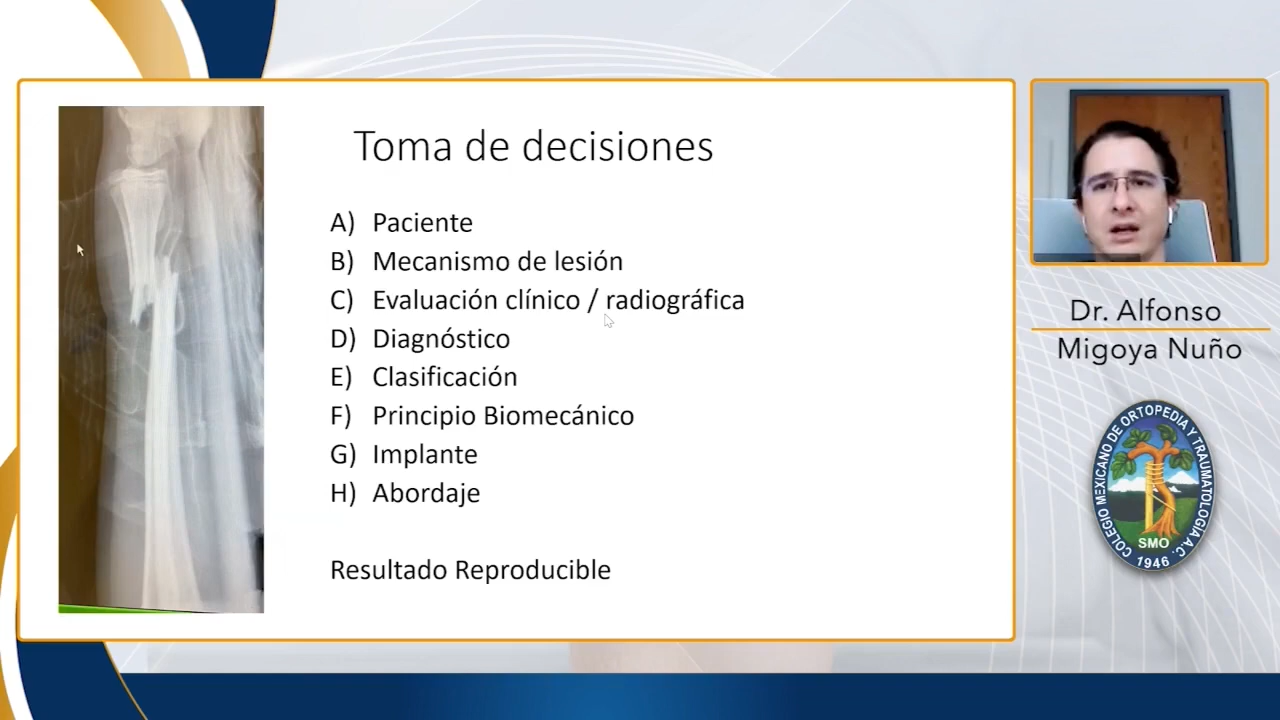 Toma de decisiones
A) Paciente
B) Mecanismo de lesión
C) Evaluación clínico / radiográfica
D) Diagnóstico
E) Clasificación
F) Principio Biomecánico
G) Implante
H) Abordaje
Resultado Reproducible
Dr. Alfonso
Migoya Nuño
COLEGIO MEXICANO DE ORTOPEDIA Y TRAUMATOLOGIA A.C.
SMO
1946